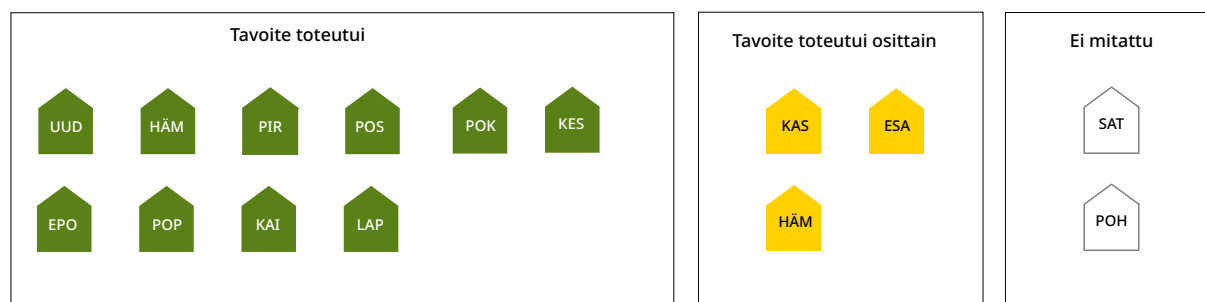 Tavoite toteutui
UUD HÄM PIR POS POK KES
EPO POP KAI LAP
Tavoite toteutui osittain
KAS ESA
HÄM
Ei mitattu
SAT
POH